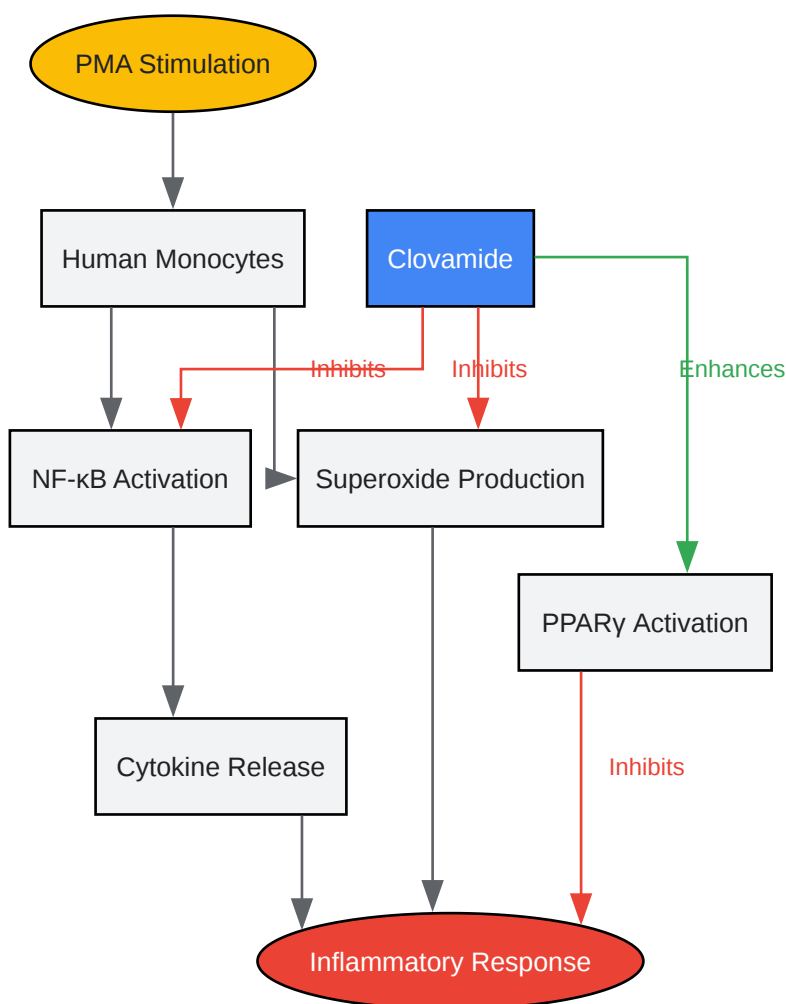 PMA Stimulation
Human Monocytes
Clovamide
Inhibits
Inhibits
Enhances
NF-κB Activation
Superoxide Production
PPARγ Activation
Cytokine Release
Inhibits
Inflammatory Response